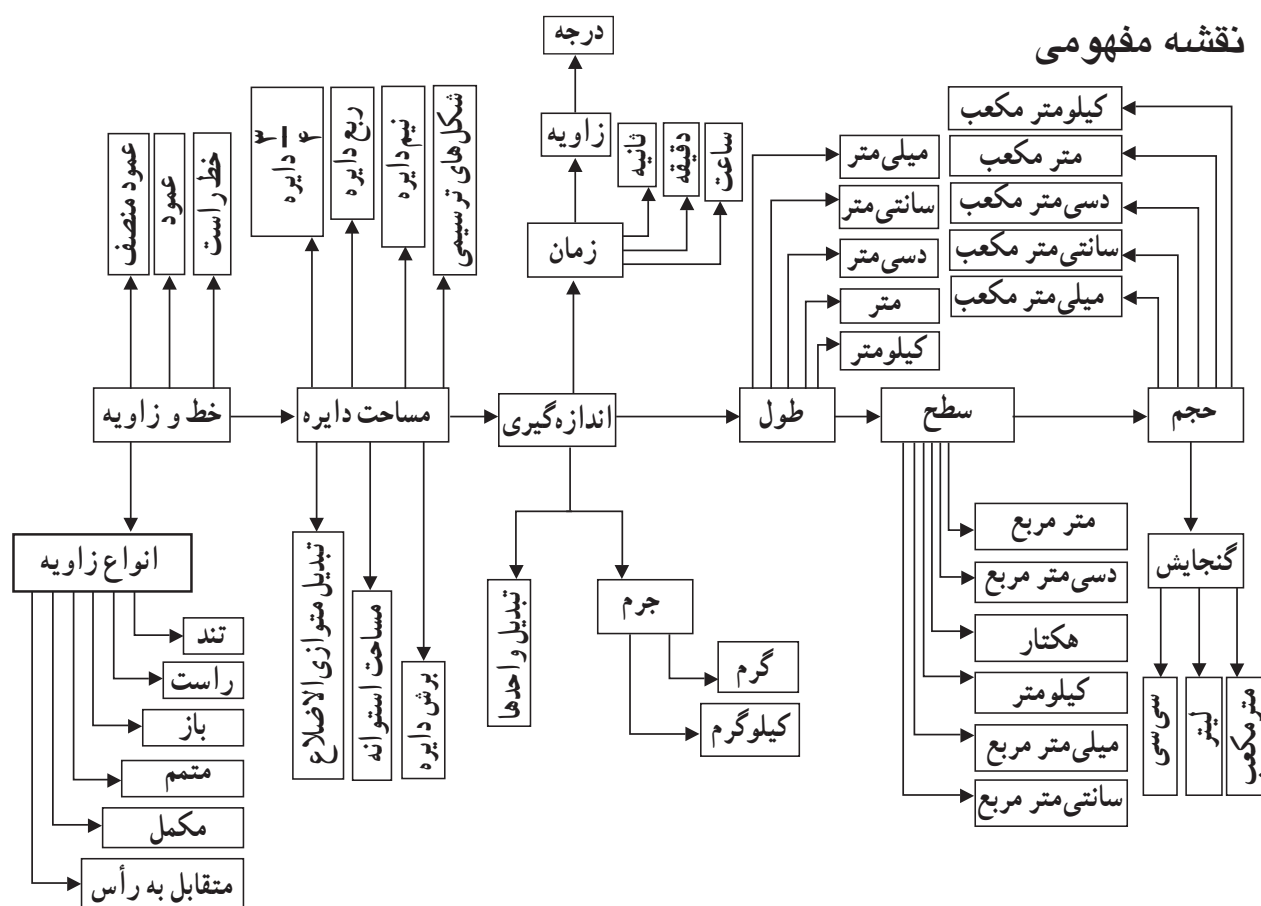 نقشه مفهومی
حجم
کیلومتر مکعب
متر مکعب
دسی‌متر مکعب
سانتی‌متر مکعب
میلی‌متر مکعب
گنجایش
متر مکعب
لیتر
سی‌سی
سطح
متر مربع
دسی‌متر مربع
هکتار
کیلومتر
میلی‌متر مربع
سانتی‌متر مربع
طول
میلی‌متر
سانتی‌متر
دسی‌متر
متر
کیلومتر
اندازه‌گیری
زمان
زاویه
درجه
ساعت
دقیقه
ثانیه
جرم
گرم
کیلوگرم
تبدیل واحدها
مساحت دایره
شکل‌های ترسیمی
نیم دایره
ربع دایره
۳/۴ دایره
برش دایره
مساحت استوانه
تبدیل متوازی‌الاضلاع
خط و زاویه
خط راست
عمود
عمود منصف
انواع زاویه
تند
راست
باز
متمم
مکمل
متقابل به رأس